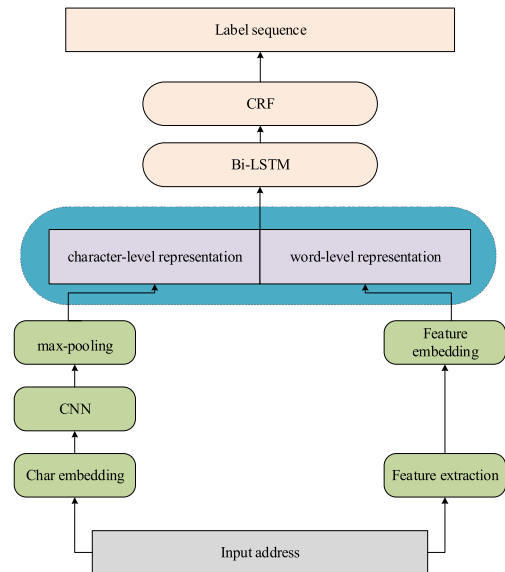 Label sequence
CRF
Bi-LSTM
character-level representation
word-level representation
max-pooling
Feature
embedding
CNN
Char embedding
Feature extraction
Input address